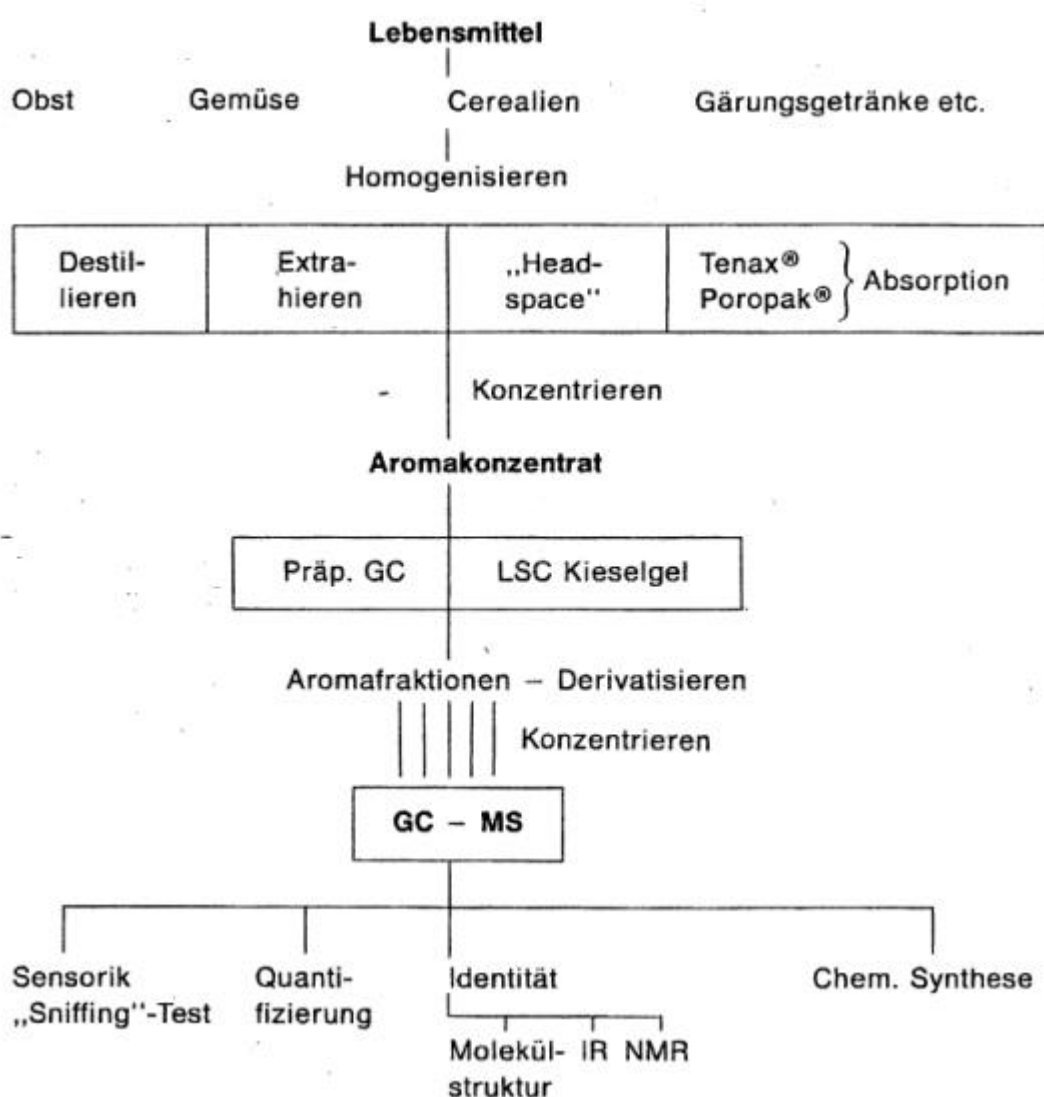 Lebensmittel
Obst Gemüse Cerealien Gärungsgetränke etc.
Homogenisieren
Destil-
lieren
Extra-
hieren
„Head-
space"
Tenax®
Poropak®
Absorption
Konzentrieren
Aromakonzentrat
Präp. GC LSC Kieselgel
Aromafraktionen – Derivatisieren
Konzentrieren
GC – MS
Sensorik
„Sniffing"-Test
Quanti-
fizierung
Identität
Chem. Synthese
Molekül-
struktur
IR NMR